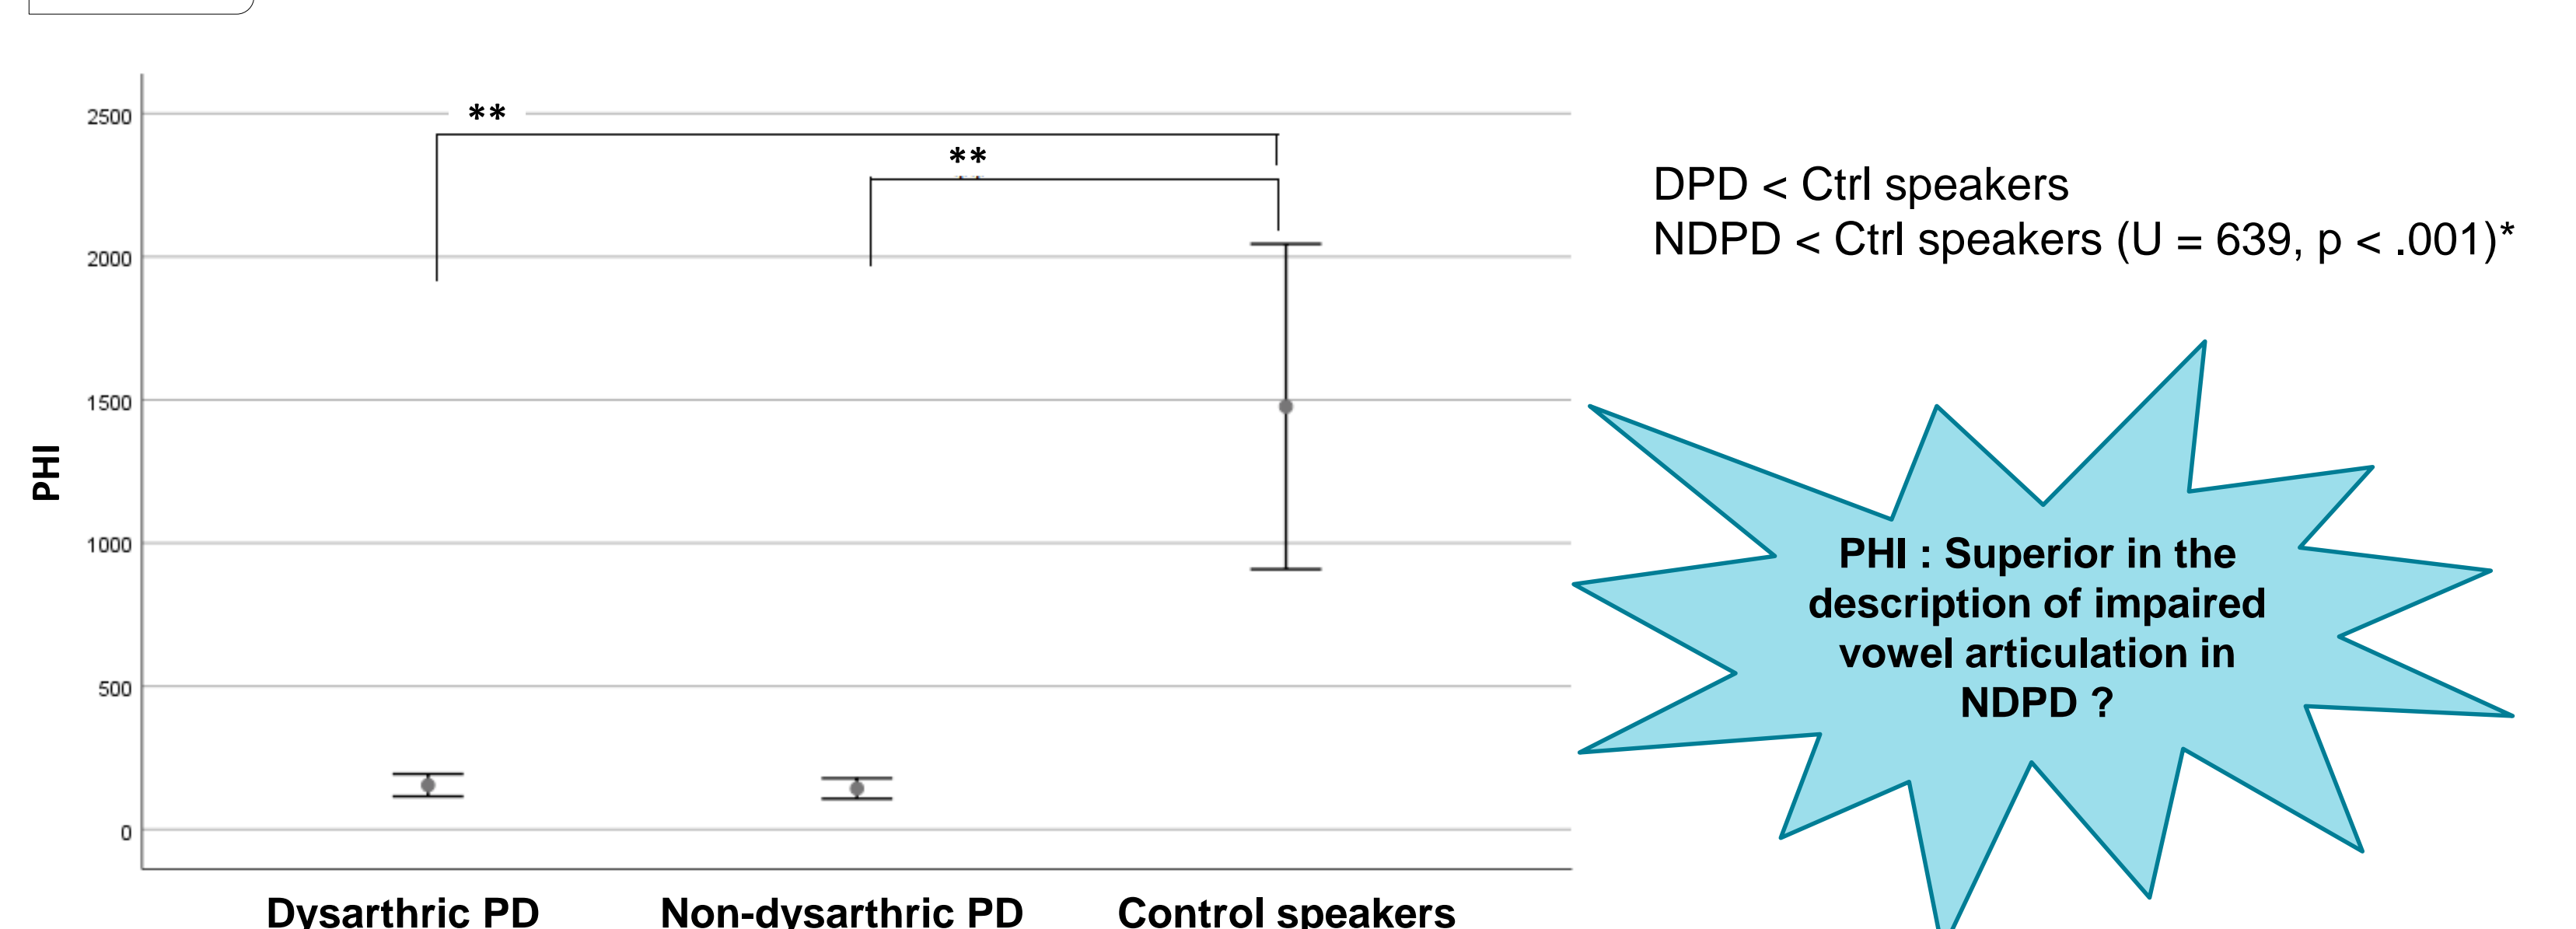 2500
2000
1500
1000
500
0
PHI
**
**
Dysarthric PD
Non-dysarthric PD
Control speakers
DPD < Ctrl speakers
NDPD < Ctrl speakers (U = 639, p < .001)*
PHI : Superior in the
description of impaired
vowel articulation in
NDPD ?